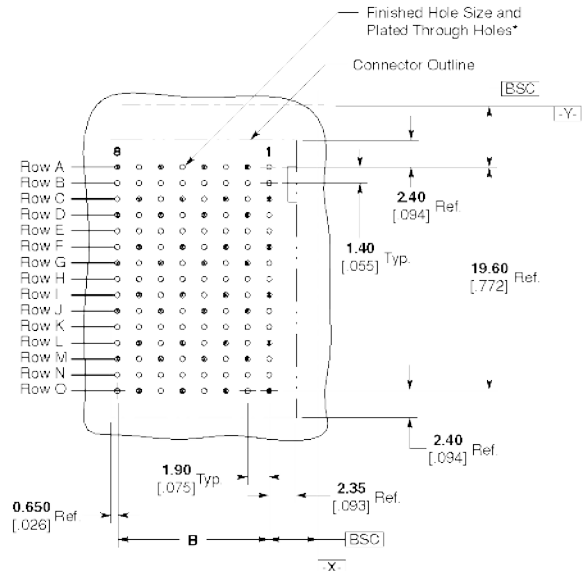 Finished Hole Size and
Plated Through Holes*
Connector Outline
BSC
-Y-
8 1
Row A
Row B
Row C
Row D
Row E
Row F
Row G
Row H
Row I
Row J
Row K
Row L
Row M
Row N
Row O
2.40
[.094] Ref.
1.40
[.055] Typ.
19.60
[.772] Ref.
2.40
[.094] Ref.
1.90
[.075] Typ.
2.35
[.093] Ref.
0.650
[.026] Ref.
B
BSC
-X-